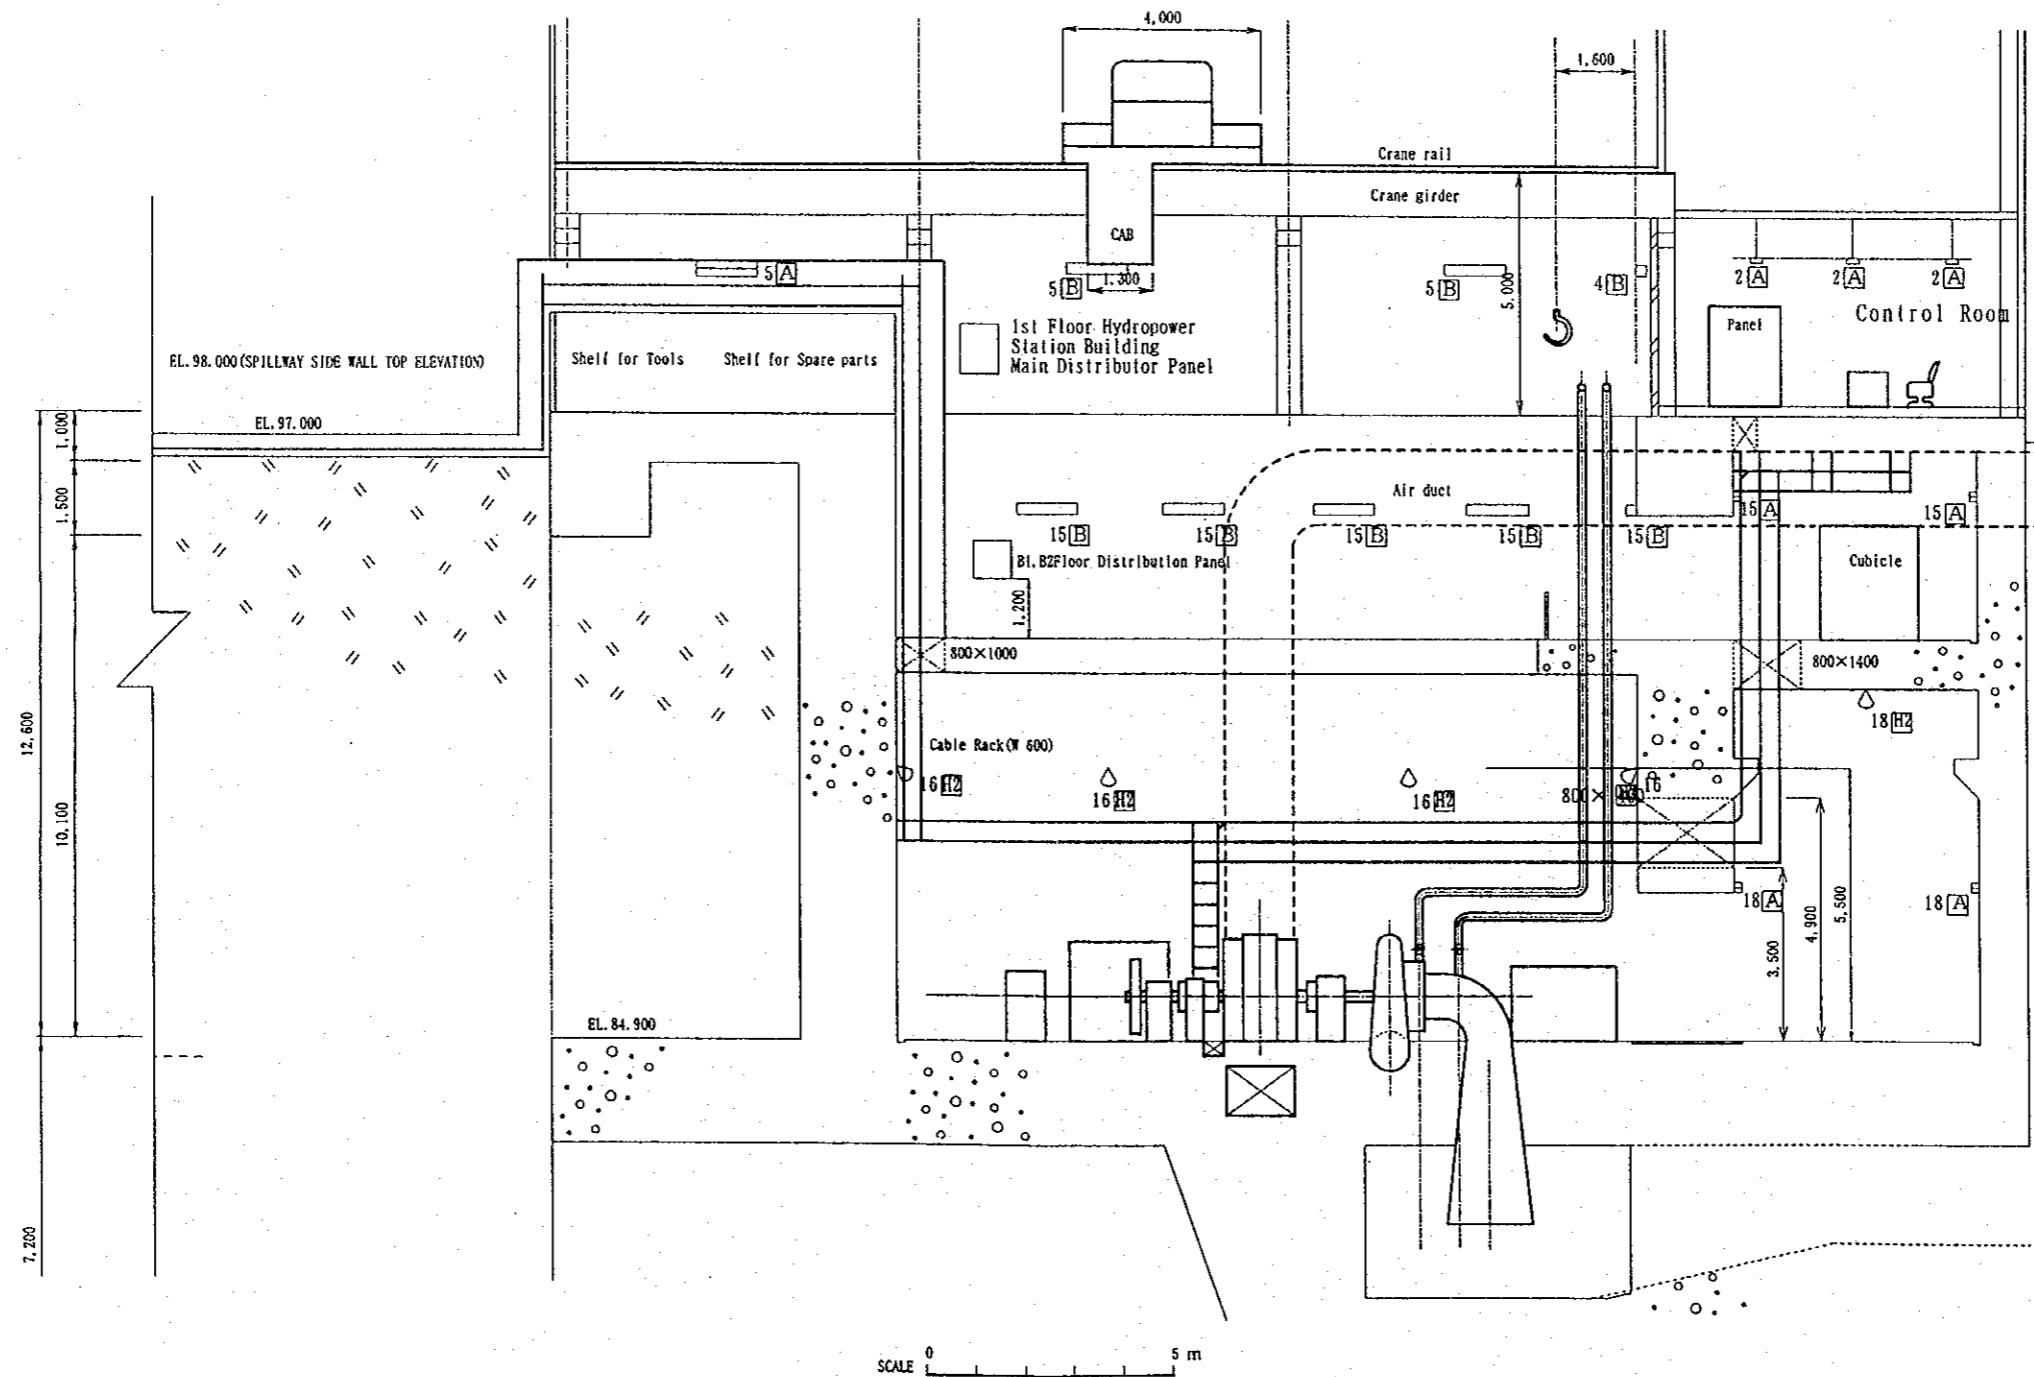 4,000
1,600
Crane rail
Crane girder
CAB
5 A
5 B
1,300
5 B
5,000
4 B
2 A
2 A
2 A
Control Room
Panel
1st Floor Hydropower
Station Building
Main Distributor Panel
EL.98.000(SPILLWAY SIDE WALL TOP ELEVATION)
Shelf for Tools
Shelf for Spare parts
EL.97.000
1,000
1,500
Air duct
15 B
15 B
15 B
15 B
15 B
15 A
15 A
B1.B2Floor Distribution Panel
Cubicle
1,200
800×1000
800×1400
18 H2
12,600
10,100
Cable Rack(W 600)
16 H2
16 H2
16 H2
16
18 A
18 A
3,500
4,900
5,500
EL.84.900
7,200
SCALE
0
5 m